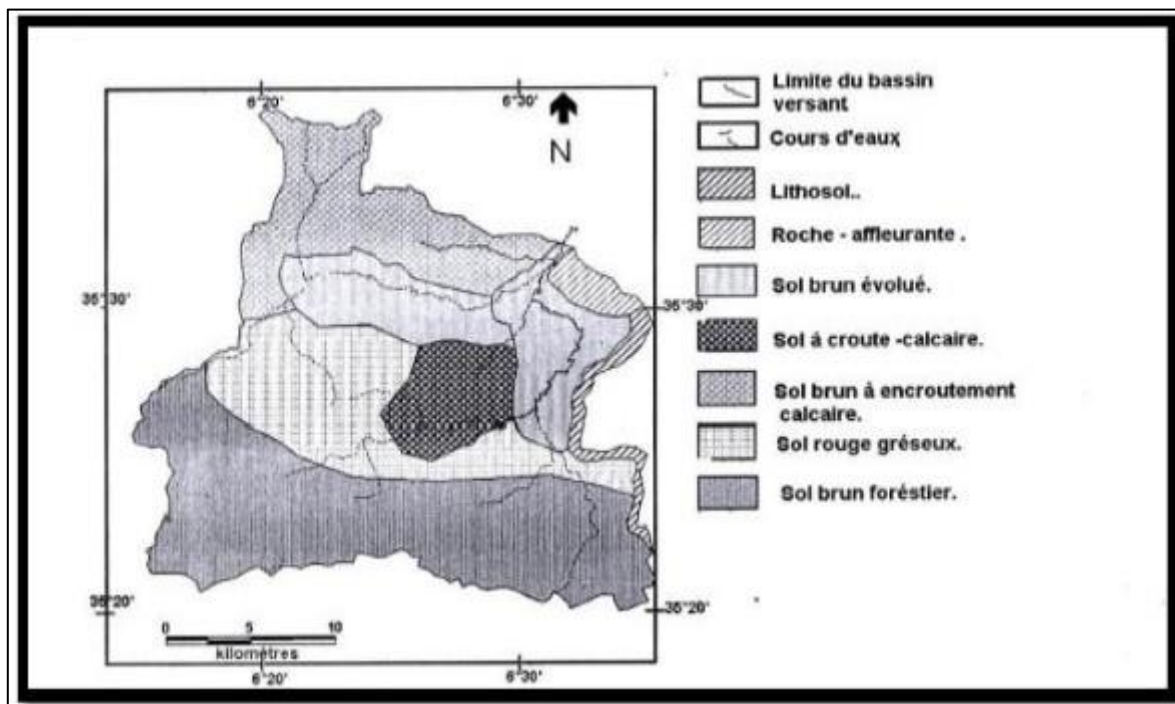 6°20'
6°30'
N
35°30'
35°30'
35°20'
35°20'
0 5 10
kilométres
6°20'
6°30'
Limite du bassin
versant
Cours d'eaux
Lithosol..
Roche - affleurante .
Sol brun évolué.
Sol á croute -calcaire.
Sol brun á encroutement
calcaire.
Sol rouge gréseux.
Sol brun foréstier.